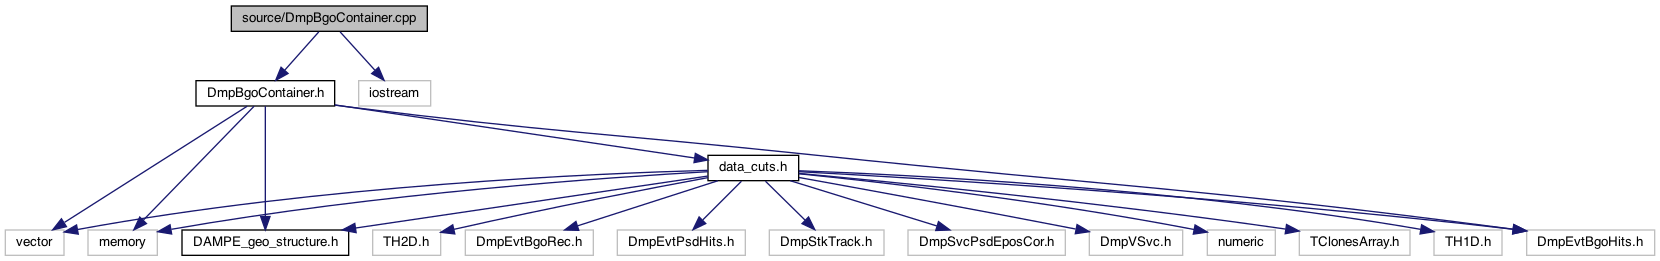 source/DmpBgoContainer.cpp
DmpBgoContainer.h
iostream
data_cuts.h
vector
memory
DAMPE_geo_structure.h
TH2D.h
DmpEvtBgoRec.h
DmpEvtPsdHits.h
DmpStkTrack.h
DmpSvcPsdEposCor.h
DmpVSvc.h
numeric
TClonesArray.h
TH1D.h
DmpEvtBgoHits.h